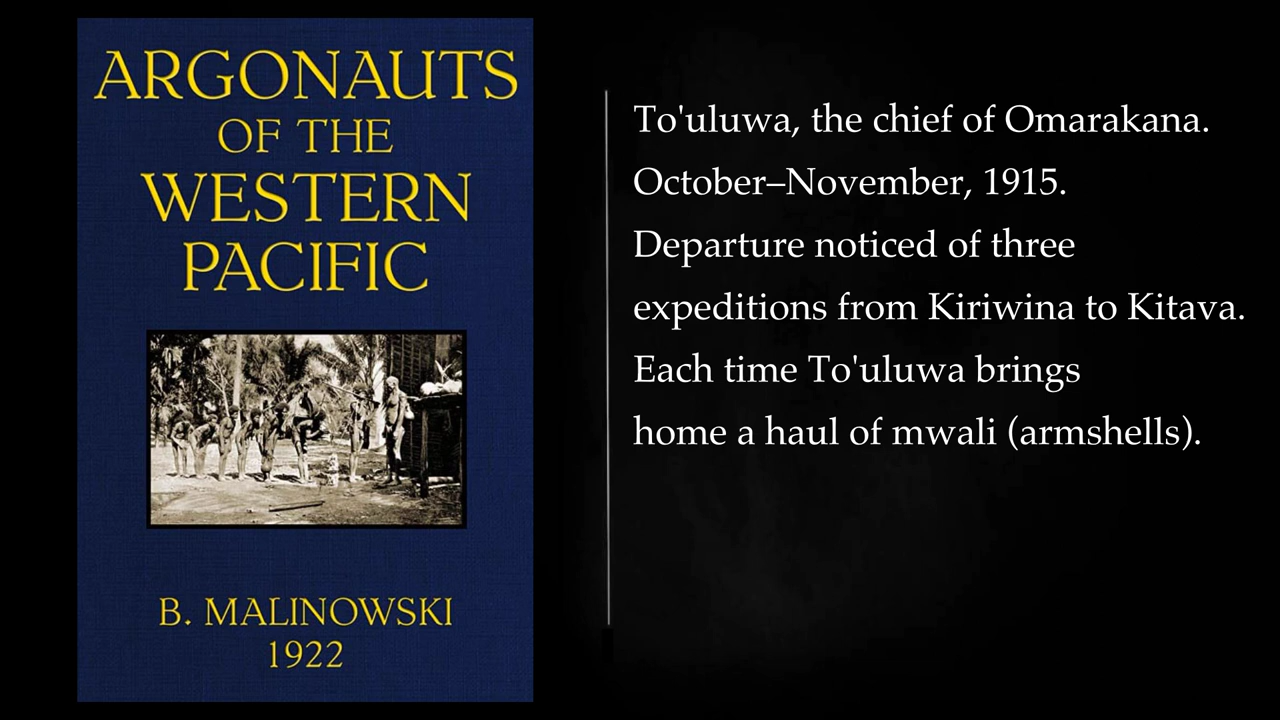 ARGONAUTS
OF THE
WESTERN
PACIFIC
B. MALINOWSKI
1922
To'uluwa, the chief of Omarakana.
October–November, 1915.
Departure noticed of three
expeditions from Kiriwina to Kitava.
Each time To'uluwa brings
home a haul of mwali (armshells).